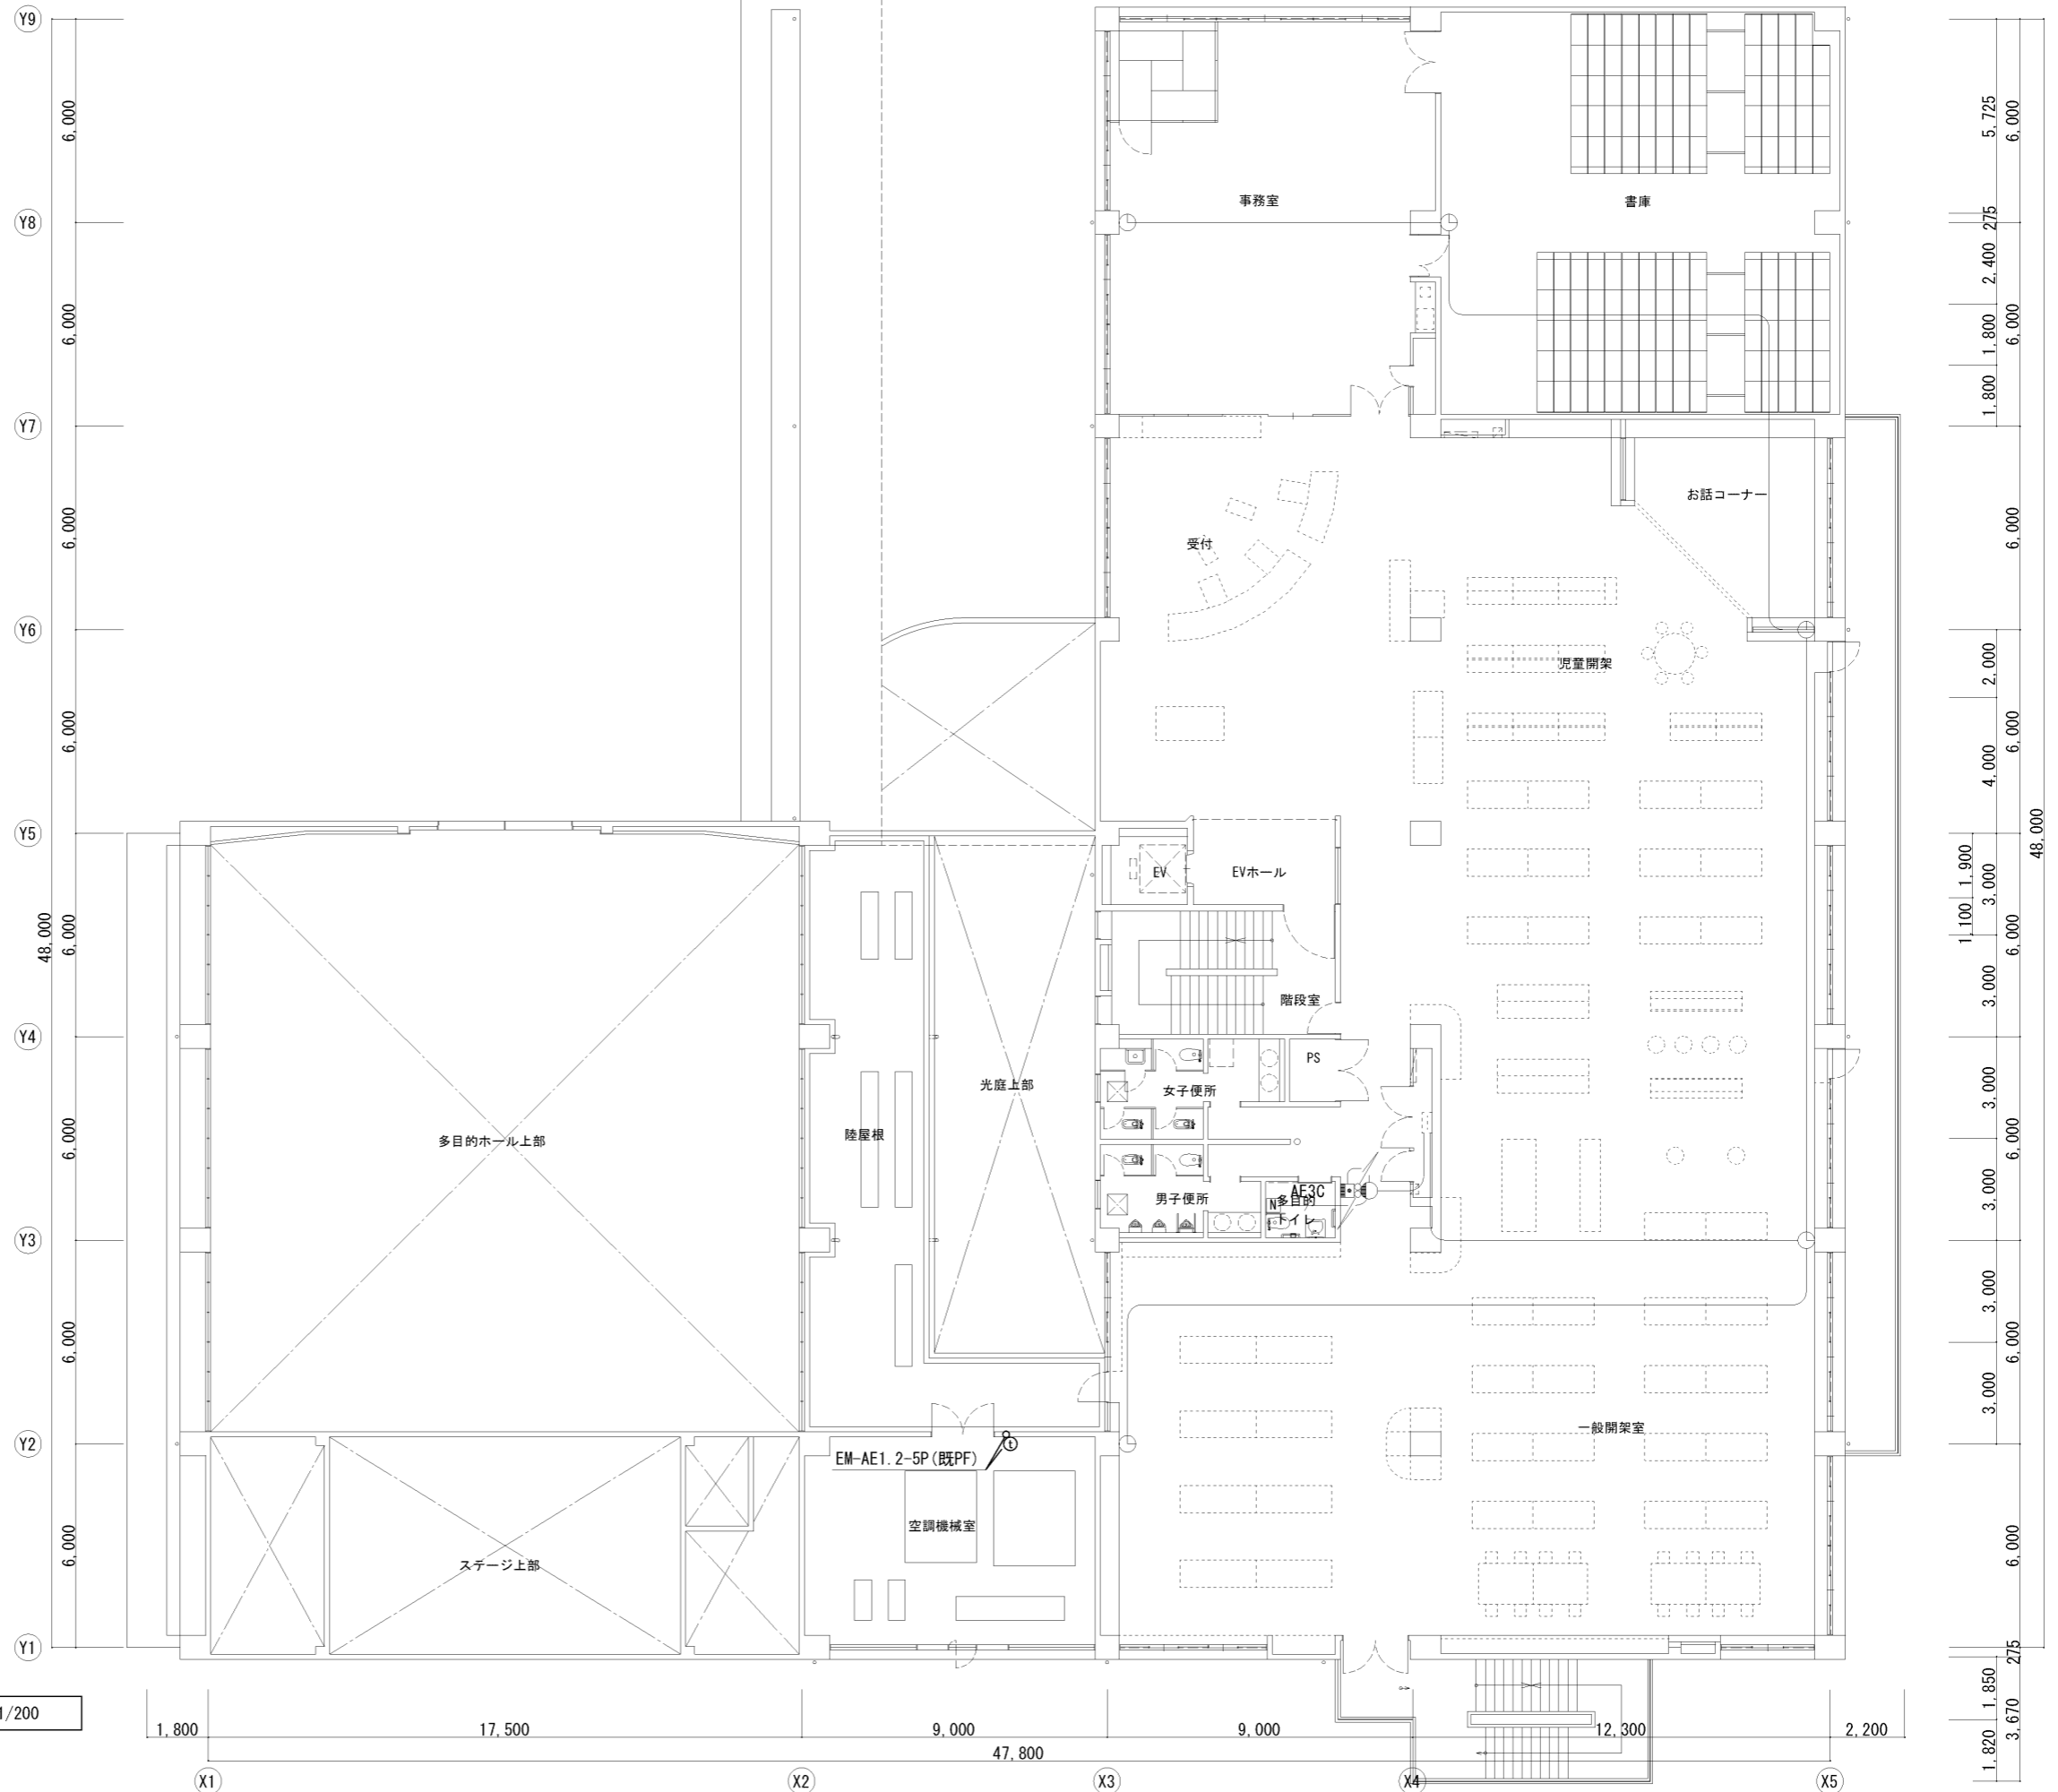 Y9
Y8
Y7
Y6
Y5
Y4
Y3
Y2
Y1
48,000
6,000
6,000
6,000
6,000
6,000
6,000
6,000
6,000
事務室
書庫
受付
お話コーナー
児童開架
EV
EVホール
階段室
PS
女子便所
光庭上部
多目的ホール上部
陸屋根
男子便所
AE3C
N
多目的
トイレ
一般開架室
EM-AE1.2-5P(既PF)
t
空調機械室
ステージ上部
5,725
275
2,400
1,800
1,800
2,000
4,000
1,900
1,100
3,000
3,000
3,000
3,000
3,000
3,000
6,000
6,000
6,000
6,000
6,000
6,000
6,000
6,000
48,000
275
1,850
1,820
3,670
1/200
1,800
17,500
9,000
9,000
12,300
2,200
47,800
X1
X2
X3
X4
X5